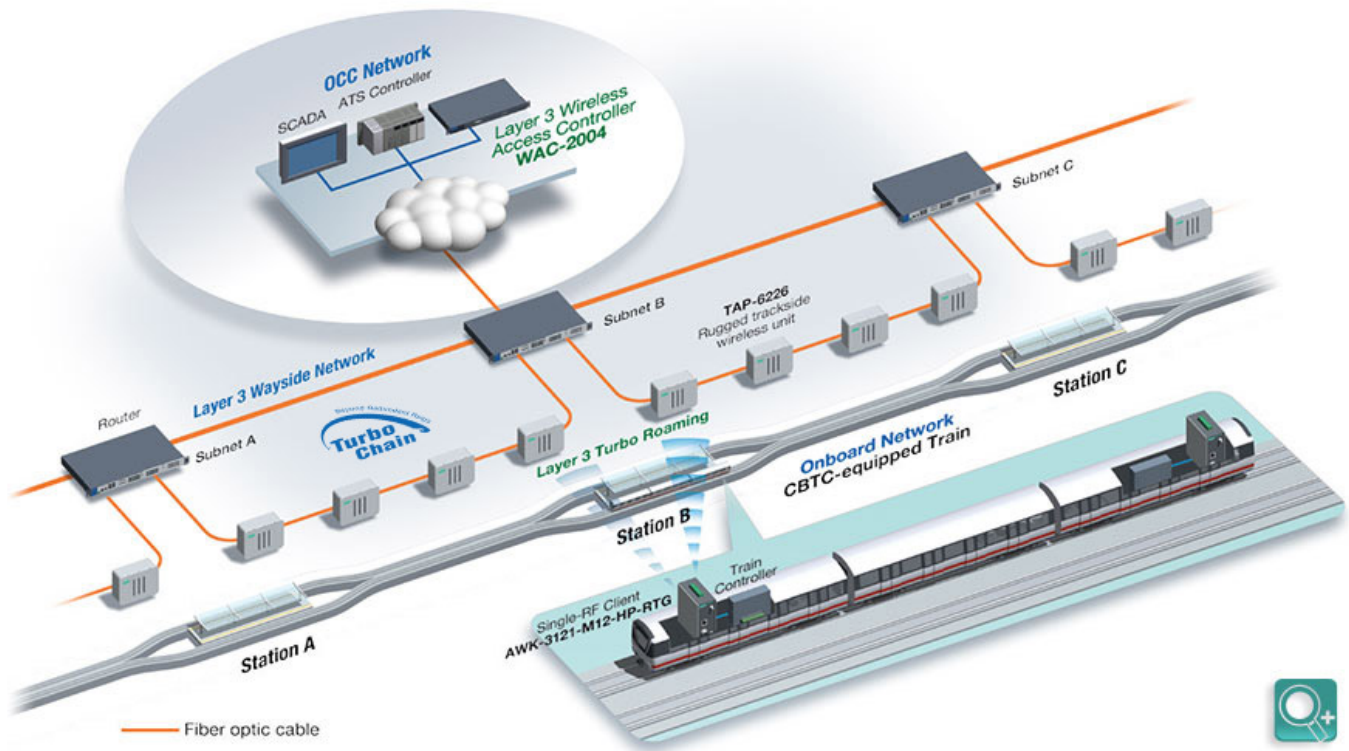 OCC Network
ATS Controller
SCADA
Layer 3 Wireless
Access Controller
WAC-2004
Subnet C
Subnet B
TAP-6226
Rugged trackside
wireless unit
Layer 3 Wayside Network
Router
Subnet A
Turbo
Chain
Layer 3 Turbo Roaming
Station C
Station B
Station A
Onboard Network
CBTC-equipped Train
Train
Controller
Single-RF Client
AWK-3121-M12-HP-RTG
Fiber optic cable